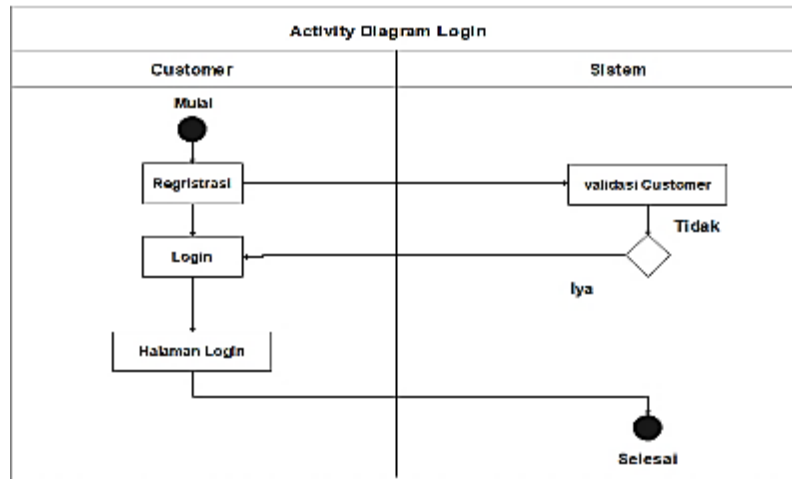 Activity Diagram Login
Customer
Sistem
Mulai
Regristrasi
validasi Customer
Tidak
Login
Iya
Halaman Login
Selesai